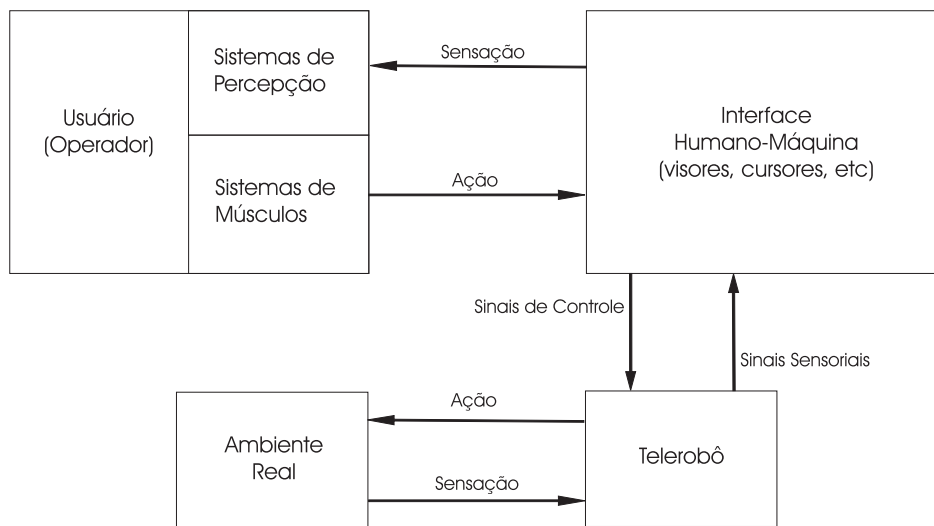 Usuário
(Operador)
Sistemas de
Percepção
Sistemas de
Músculos
Sensação
Ação
Interface
Humano-Máquina
(visores, cursores, etc)
Sinais de Controle
Sinais Sensoriais
Ambiente
Real
Ação
Sensação
Telerobô